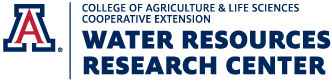 A
COLLEGE OF AGRICULTURE & LIFE SCIENCES
COOPERATIVE EXTENSION
WATER RESOURCES
RESEARCH CENTER